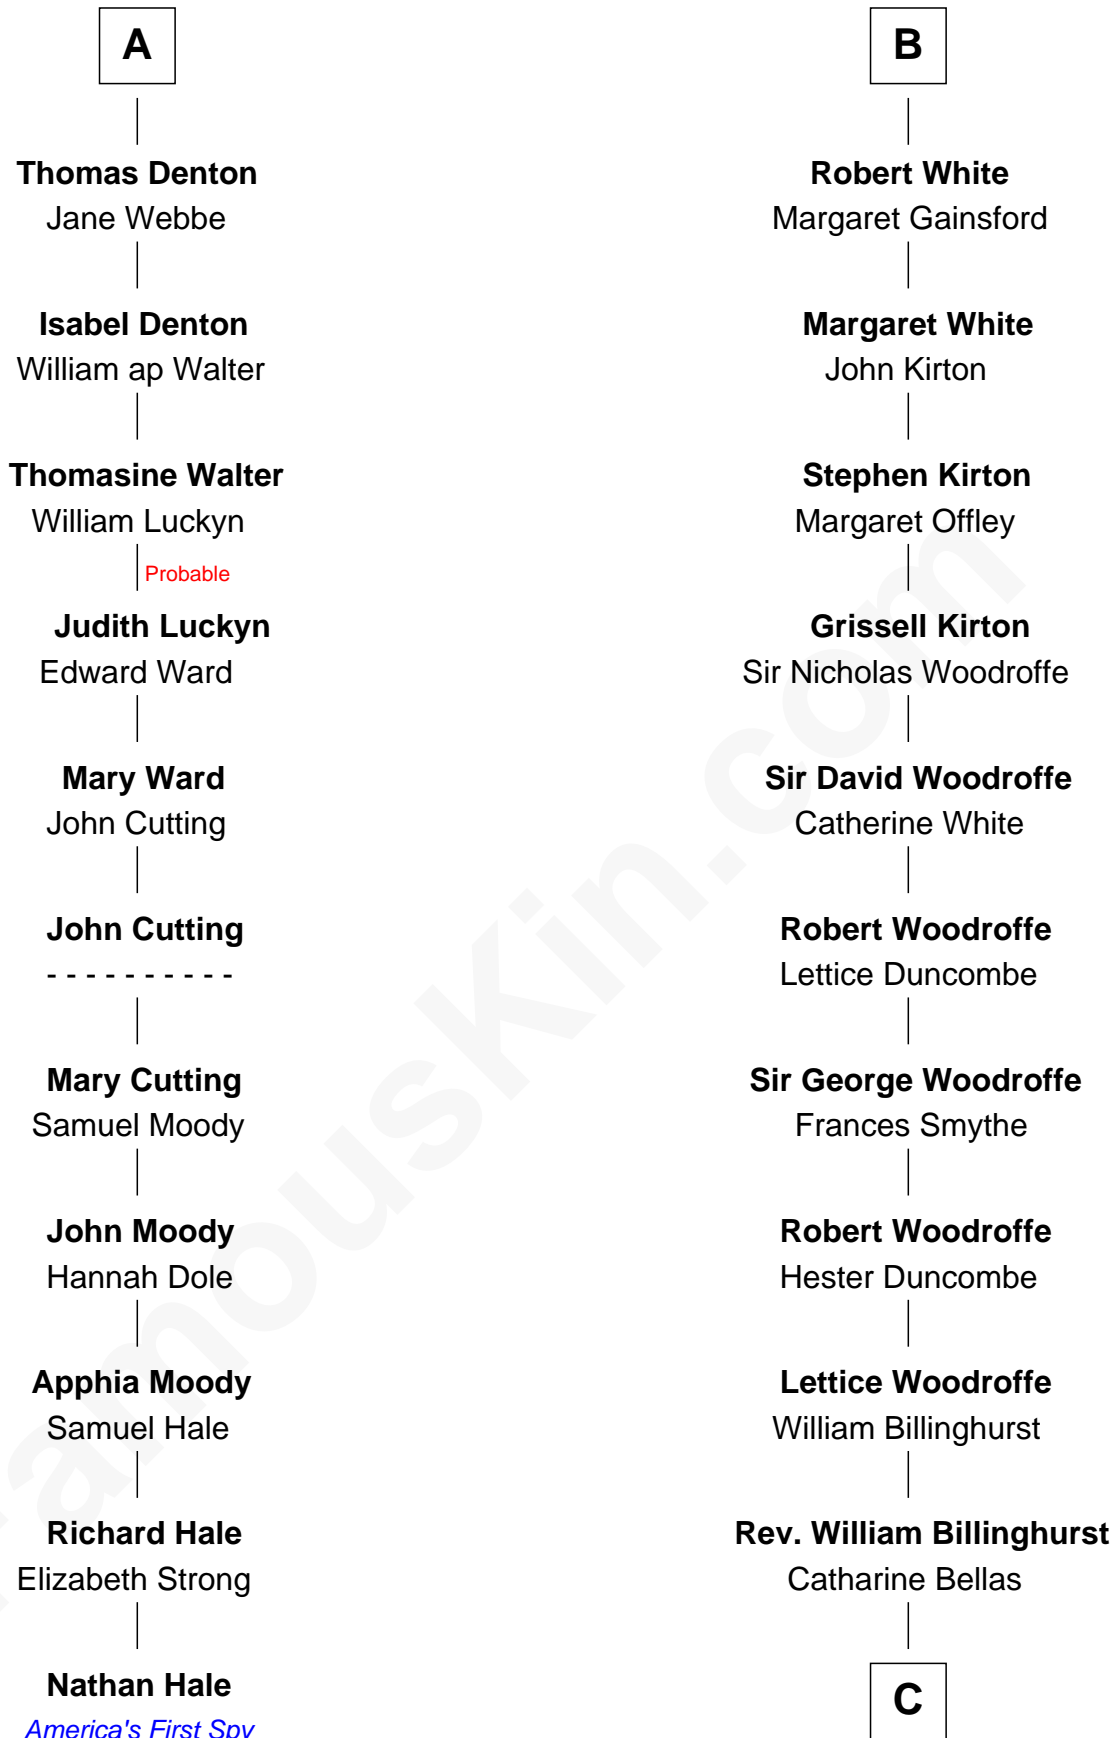 A
Thomas Denton
Jane Webbe
Isabel Denton
William ap Walter
Thomasine Walter
William Luckyn
Probable
Judith Luckyn
Edward Ward
Mary Ward
John Cutting
John Cutting
- - - - - - - - - -
Mary Cutting
Samuel Moody
John Moody
Hannah Dole
Apphia Moody
Samuel Hale
Richard Hale
Elizabeth Strong
Nathan Hale
America's First Spy
B
Robert White
Margaret Gainsford
Margaret White
John Kirton
Stephen Kirton
Margaret Offley
Grissell Kirton
Sir Nicholas Woodroffe
Sir David Woodroffe
Catherine White
Robert Woodroffe
Lettice Duncombe
Sir George Woodroffe
Frances Smythe
Robert Woodroffe
Hester Duncombe
Lettice Woodroffe
William Billinghurst
Rev. William Billinghurst
Catharine Bellas
C
FamousKin.com